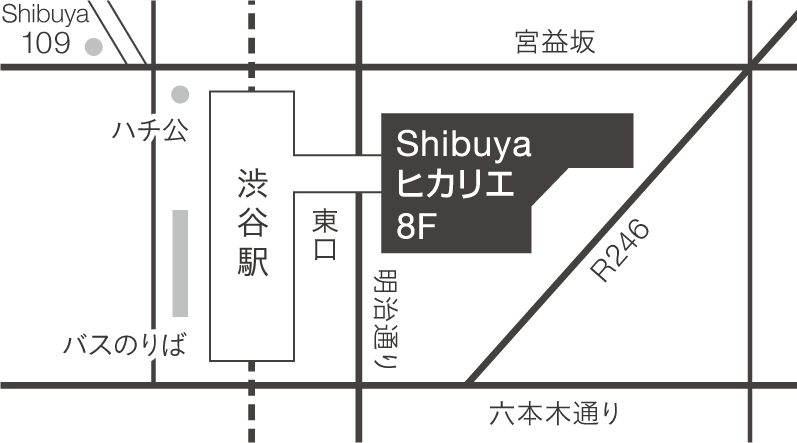 Shibuya
109
宮益坂
ハチ公
Shibuya
ヒカリエ
8F
渋谷駅
東口
R246
明治通り
バスのりば
六本木通り